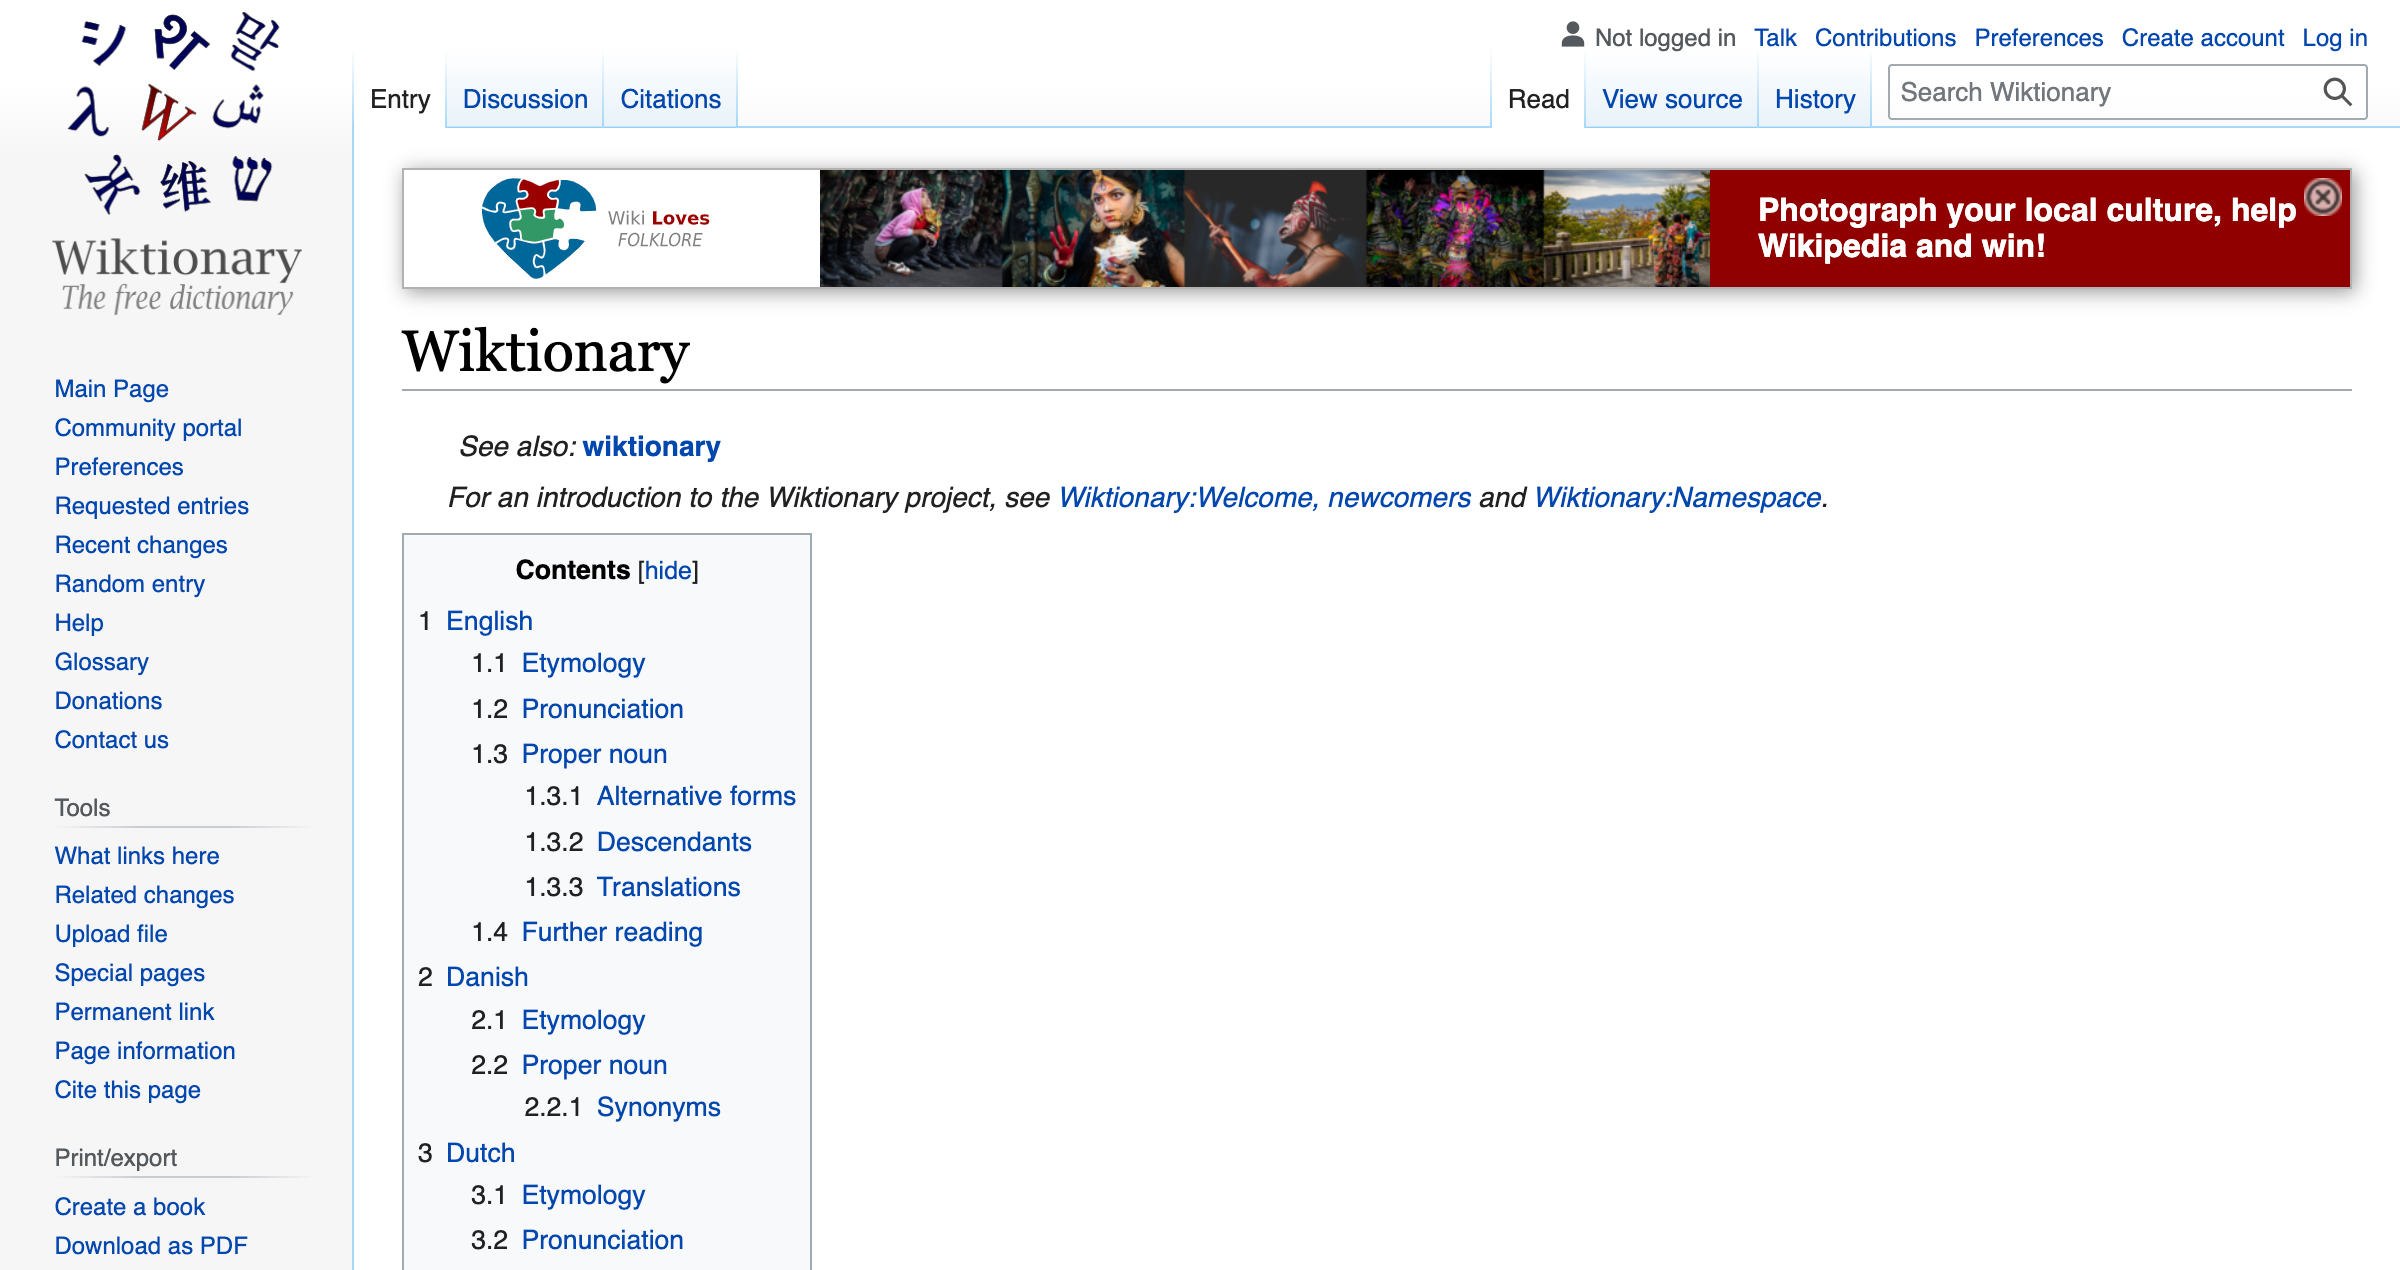 シ
λ
W
维
ש
Wiktionary
The free dictionary
Not logged in Talk Contributions Preferences Create account Log in
Entry Discussion Citations Read View source History Search Wiktionary
Wiki Loves
FOLKLORE
Photograph your local culture, help
Wikipedia and win!
Wiktionary
See also: wiktionary
For an introduction to the Wiktionary project, see Wiktionary:Welcome, newcomers and Wiktionary:Namespace.
Contents [hide]
1 English
1.1 Etymology
1.2 Pronunciation
1.3 Proper noun
1.3.1 Alternative forms
1.3.2 Descendants
1.3.3 Translations
1.4 Further reading
2 Danish
2.1 Etymology
2.2 Proper noun
2.2.1 Synonyms
3 Dutch
3.1 Etymology
3.2 Pronunciation
Main Page
Community portal
Preferences
Requested entries
Recent changes
Random entry
Help
Glossary
Donations
Contact us
Tools
What links here
Related changes
Upload file
Special pages
Permanent link
Page information
Cite this page
Print/export
Create a book
Download as PDF